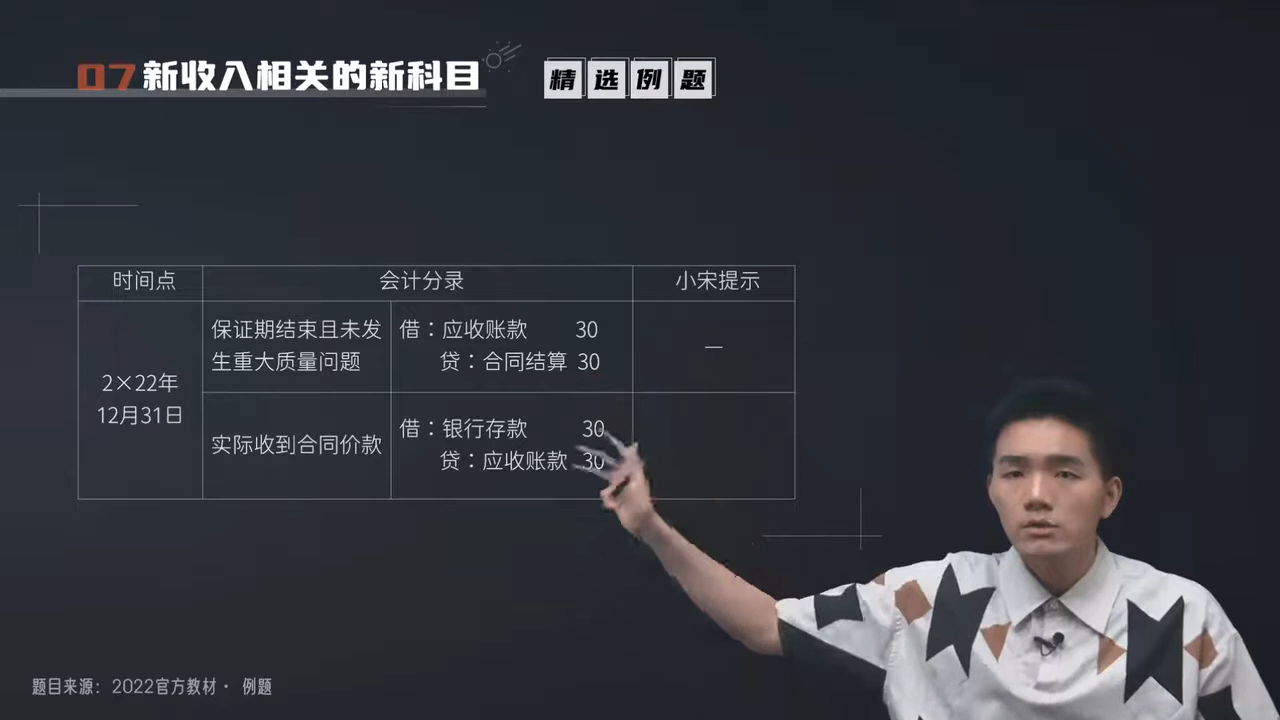 07 新收入相关的新科目 精选例题
时间点 会计分录 小宋提示
保证期结束且未发 借：应收账款 30
生重大质量问题 贷：合同结算 30
—
2×22年
12月31日
实际收到合同价款
借：银行存款 30
贷：应收账款 30
题目来源：2022官方教材· 例题